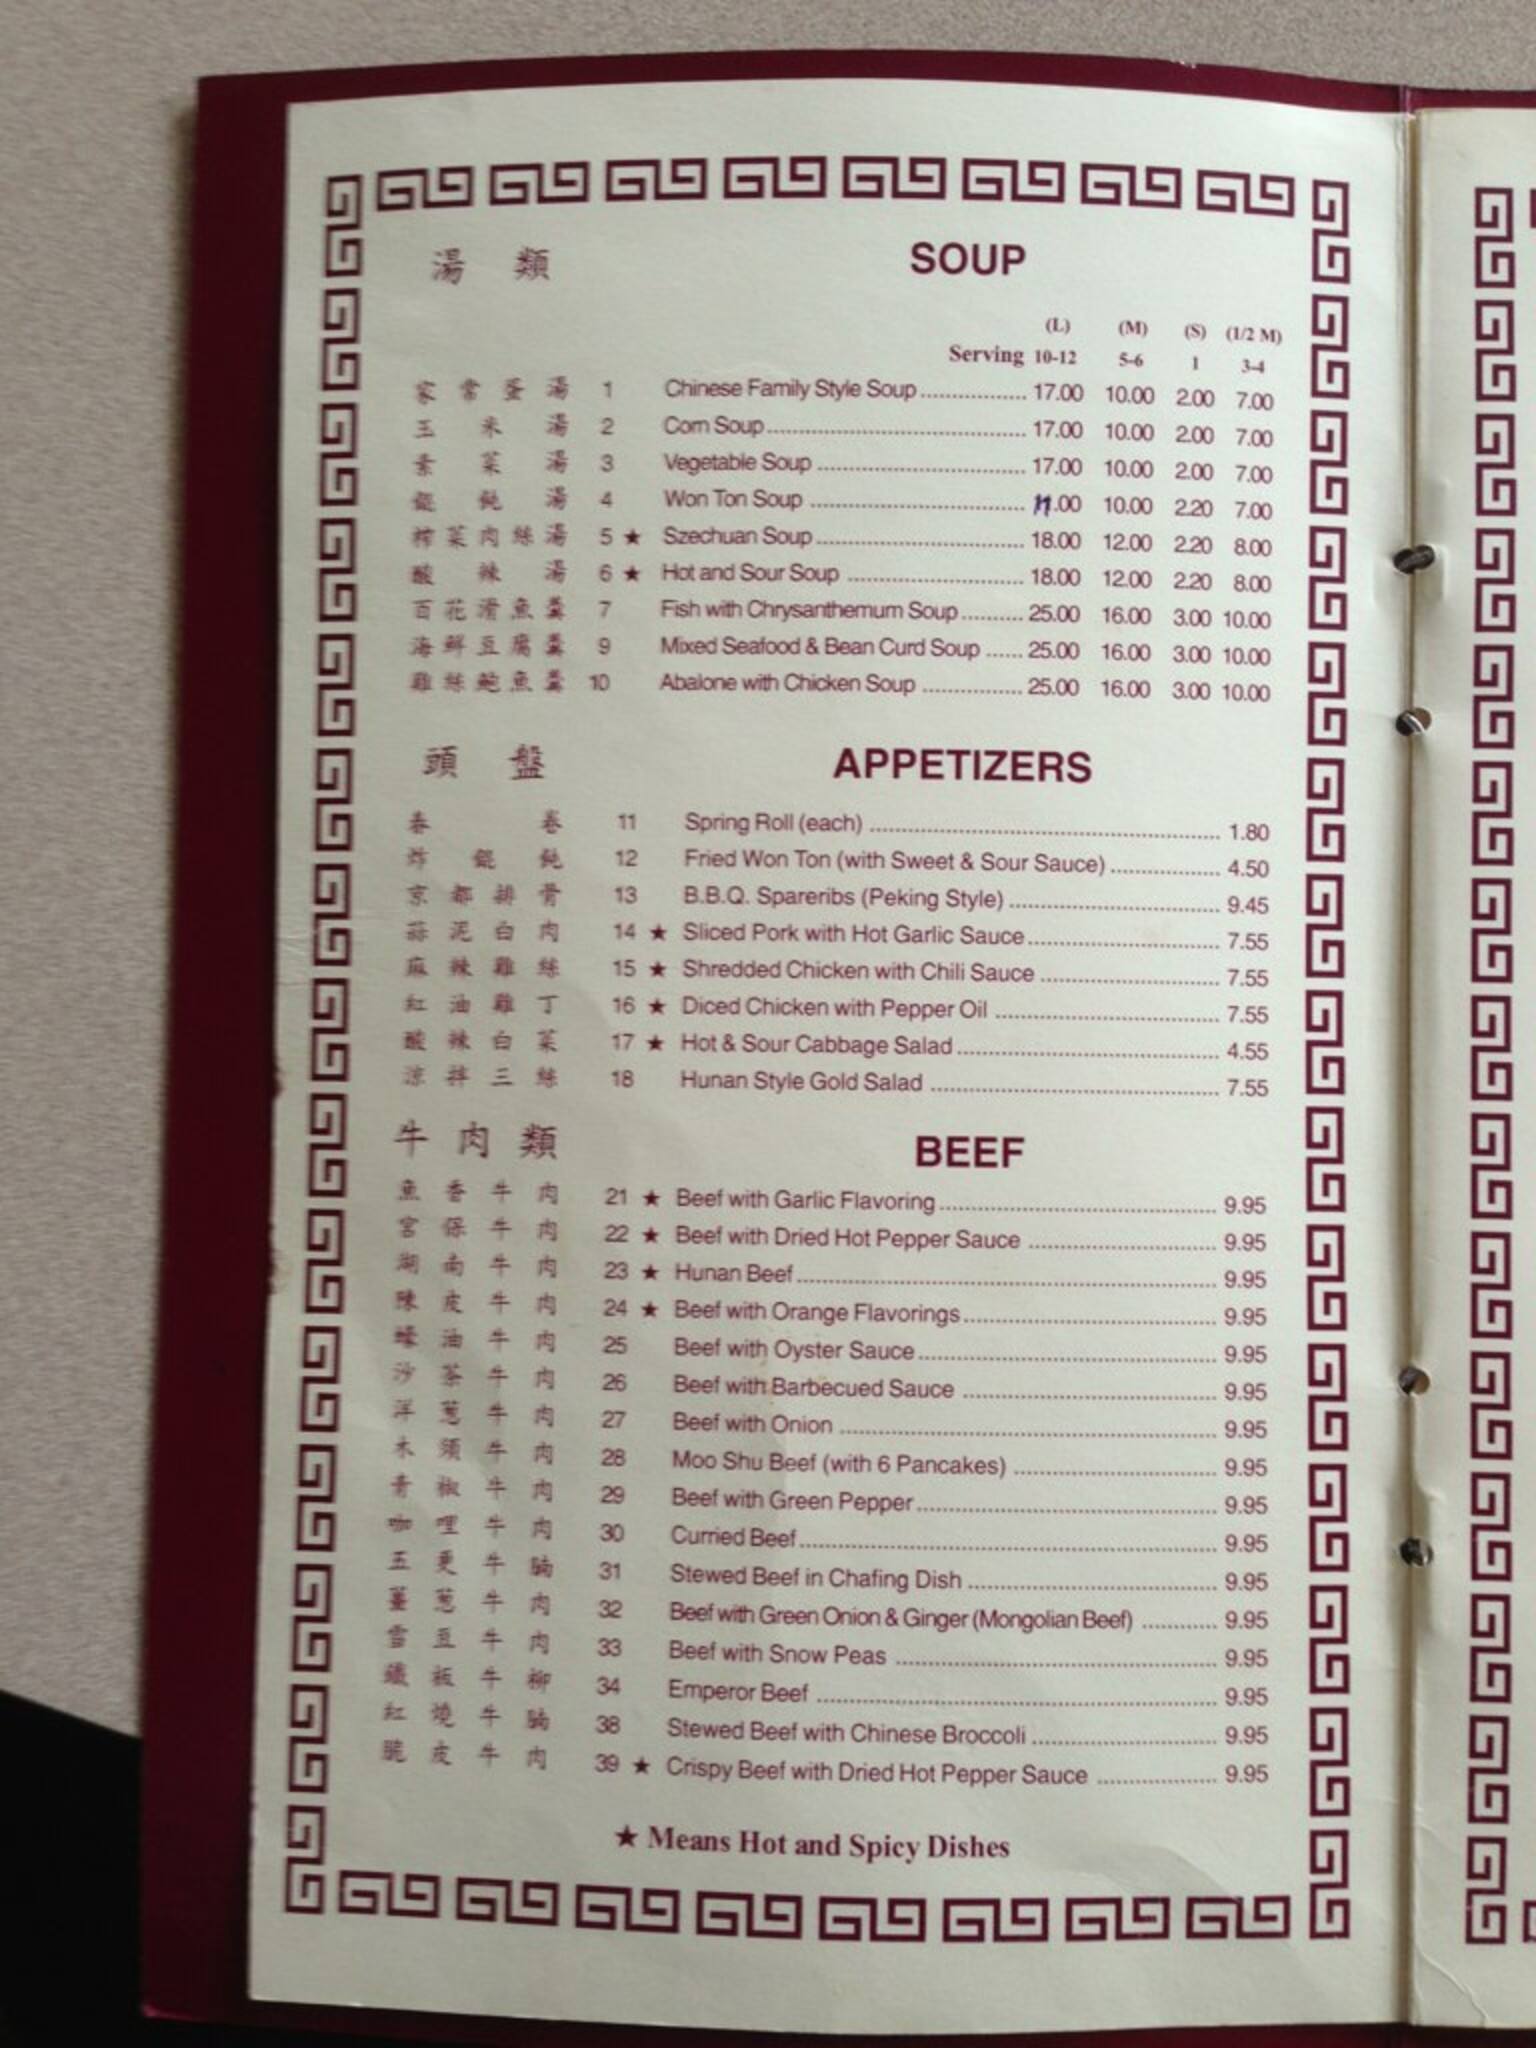 湯 類 SOUP
(L) (M) (S) (1/2 M)
Serving 10-12 5-6 1 3-4
家常蛋湯 1 Chinese Family Style Soup 17.00 10.00 2.00 7.00
玉米湯 2 Corn Soup 17.00 10.00 2.00 7.00
素菜湯 3 Vegetable Soup 17.00 10.00 2.00 7.00
餛飩湯 4 Won Ton Soup .00 10.00 2.20 7.00
榨菜肉絲湯 5 ★ Szechuan Soup 18.00 12.00 2.20 8.00
酸辣湯 6 ★ Hot and Sour Soup 18.00 12.00 2.20 8.00
百花滑魚羹 7 Fish with Chrysanthemum Soup 25.00 16.00 3.00 10.00
海鮮豆腐羹 9 Mixed Seafood & Bean Curd Soup 25.00 16.00 3.00 10.00
雞絲鮑魚羹 10 Abalone with Chicken Soup 25.00 16.00 3.00 10.00
頭 盤 APPETIZERS
春卷 11 Spring Roll (each) 1.80
炸餛飩 12 Fried Won Ton (with Sweet & Sour Sauce) 4.50
京都排骨 13 B.B.Q. Spareribs (Peking Style) 9.45
蒜泥白肉 14 ★ Sliced Pork with Hot Garlic Sauce 7.55
麻辣雞絲 15 ★ Shredded Chicken with Chili Sauce 7.55
紅油雞丁 16 ★ Diced Chicken with Pepper Oil 7.55
酸辣白菜 17 ★ Hot & Sour Cabbage Salad 4.55
涼拌三絲 18 Hunan Style Gold Salad 7.55
牛肉類 BEEF
魚香牛肉 21 ★ Beef with Garlic Flavoring 9.95
宮保牛肉 22 ★ Beef with Dried Hot Pepper Sauce 9.95
湖南牛肉 23 ★ Hunan Beef 9.95
陳皮牛肉 24 ★ Beef with Orange Flavorings 9.95
蠔油牛肉 25 Beef with Oyster Sauce 9.95
沙茶牛肉 26 Beef with Barbecued Sauce 9.95
洋蔥牛肉 27 Beef with Onion 9.95
木須牛肉 28 Moo Shu Beef (with 6 Pancakes) 9.95
青椒牛肉 29 Beef with Green Pepper 9.95
咖哩牛肉 30 Curried Beef 9.95
五更牛腩 31 Stewed Beef in Chafing Dish 9.95
薑蔥牛肉 32 Beef with Green Onion & Ginger (Mongolian Beef) 9.95
雪豆牛肉 33 Beef with Snow Peas 9.95
鐵板牛柳 34 Emperor Beef 9.95
紅燒牛腩 38 Stewed Beef with Chinese Broccoli 9.95
脆皮牛肉 39 ★ Crispy Beef with Dried Hot Pepper Sauce 9.95
★ Means Hot and Spicy Dishes